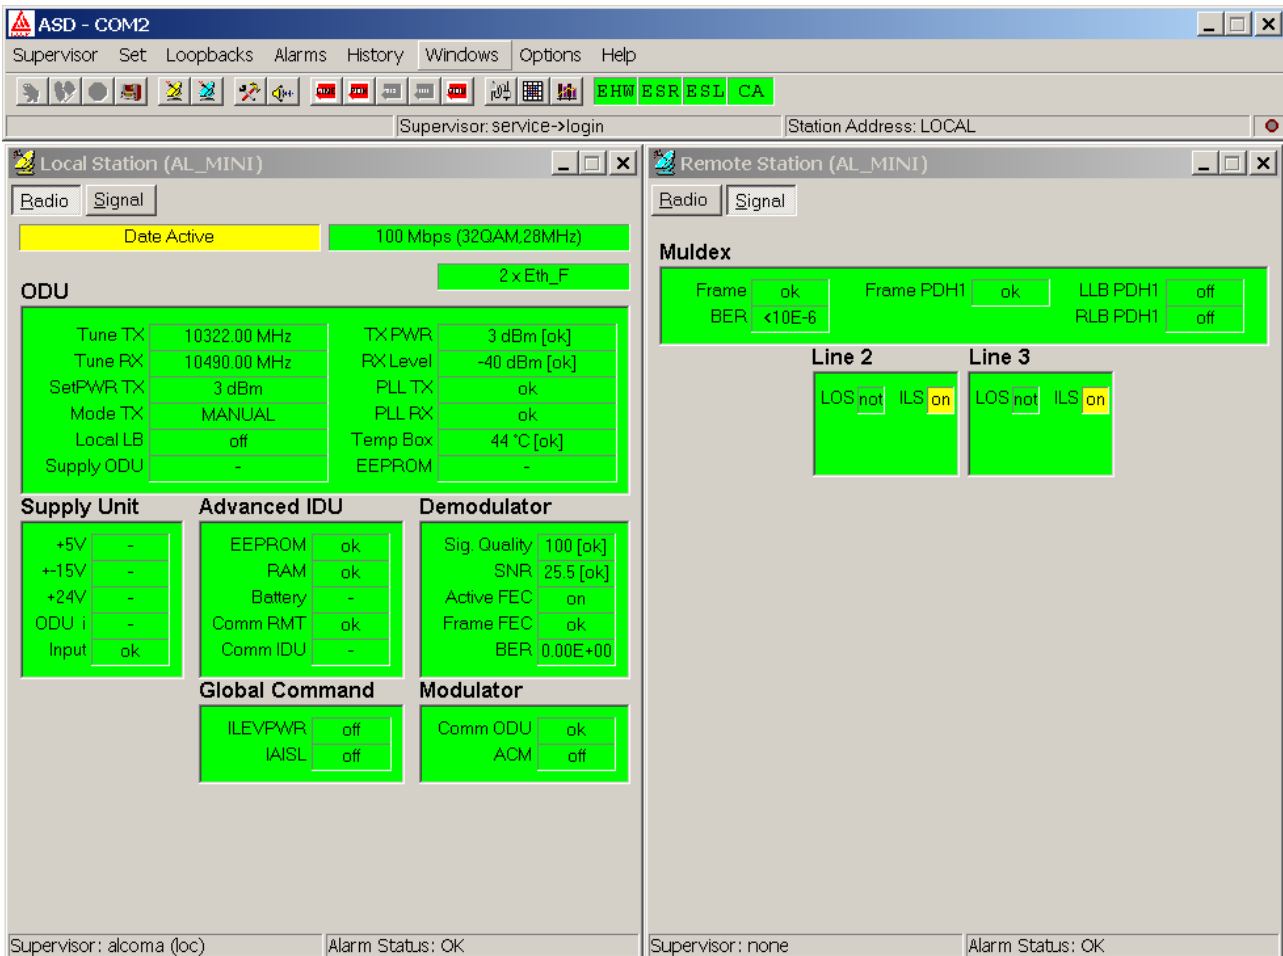 ASD - COM2
Supervisor Set Loopbacks Alarms History Windows Options Help
EHW ESR ESL CA
Supervisor: service->login Station Address: LOCAL
Local Station (AL_MINI)
Radio Signal
Date Active 100 Mbps (32QAM,28MHz)
2 x Eth_F
ODU
Tune TX 10322.00 MHz TX PWR 3 dBm [ok]
Tune RX 10490.00 MHz RX Level -40 dBm [ok]
SetPWR TX 3 dBm PLL TX ok
Mode TX MANUAL PLL RX ok
Local LB off Temp Box 44 °C [ok]
Supply ODU - EEPROM -
Supply Unit Advanced IDU Demodulator
+5V - EEPROM ok Sig. Quality 100 [ok]
+-15V - RAM ok SNR 25.5 [ok]
+24V - Battery - Active FEC on
ODU i - Comm RMT ok Frame FEC ok
Input ok Comm IDU - BER 0.00E+00
Global Command Modulator
ILEVPWR off Comm ODU ok
IAISL off ACM off
Supervisor: alcoma (loc) Alarm Status: OK
Remote Station (AL_MINI)
Radio Signal
Muldex
Frame ok Frame PDH1 ok LLB PDH1 off
BER <10E-6 RLB PDH1 off
Line 2 Line 3
LOS not ILS on LOS not ILS on
Supervisor: none Alarm Status: OK